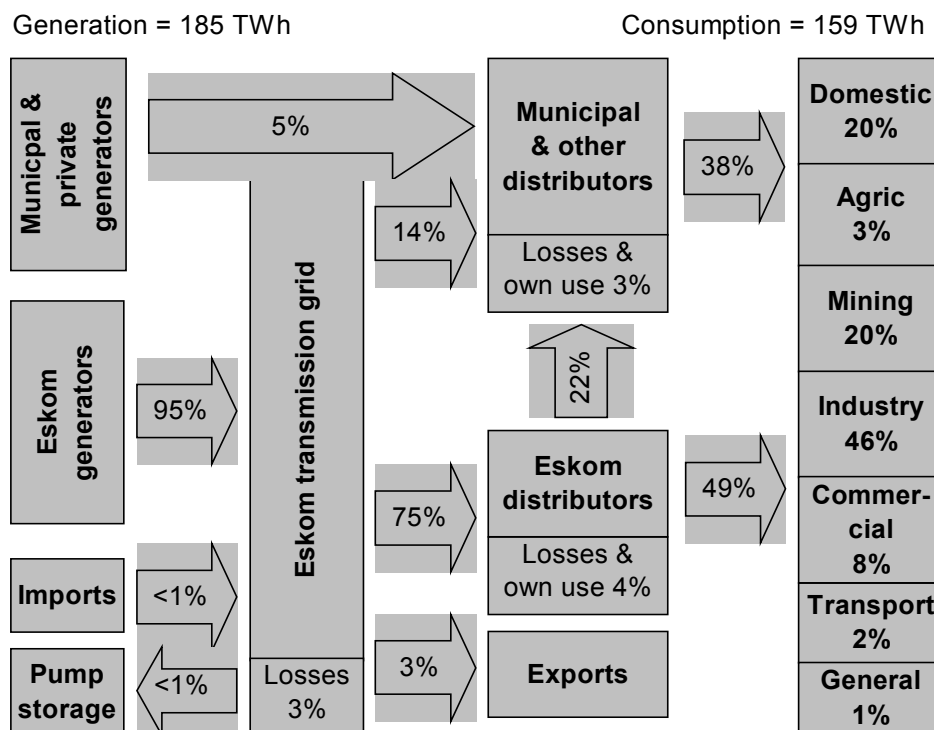 Generation = 185 TWh
Consumption = 159 TWh
Municpal &
private
generators
5%
Municipal
& other
distributors
Losses &
own use 3%
38%
Domestic
20%
Agric
3%
Mining
20%
Industry
46%
Commer-
cial
8%
Transport
2%
General
1%
14%
Eskom
generators
95%
Eskom transmission grid
Losses
3%
22%
75%
Eskom
distributors
Losses &
own use 4%
49%
Imports
<1%
Pump
storage
<1%
3%
Exports